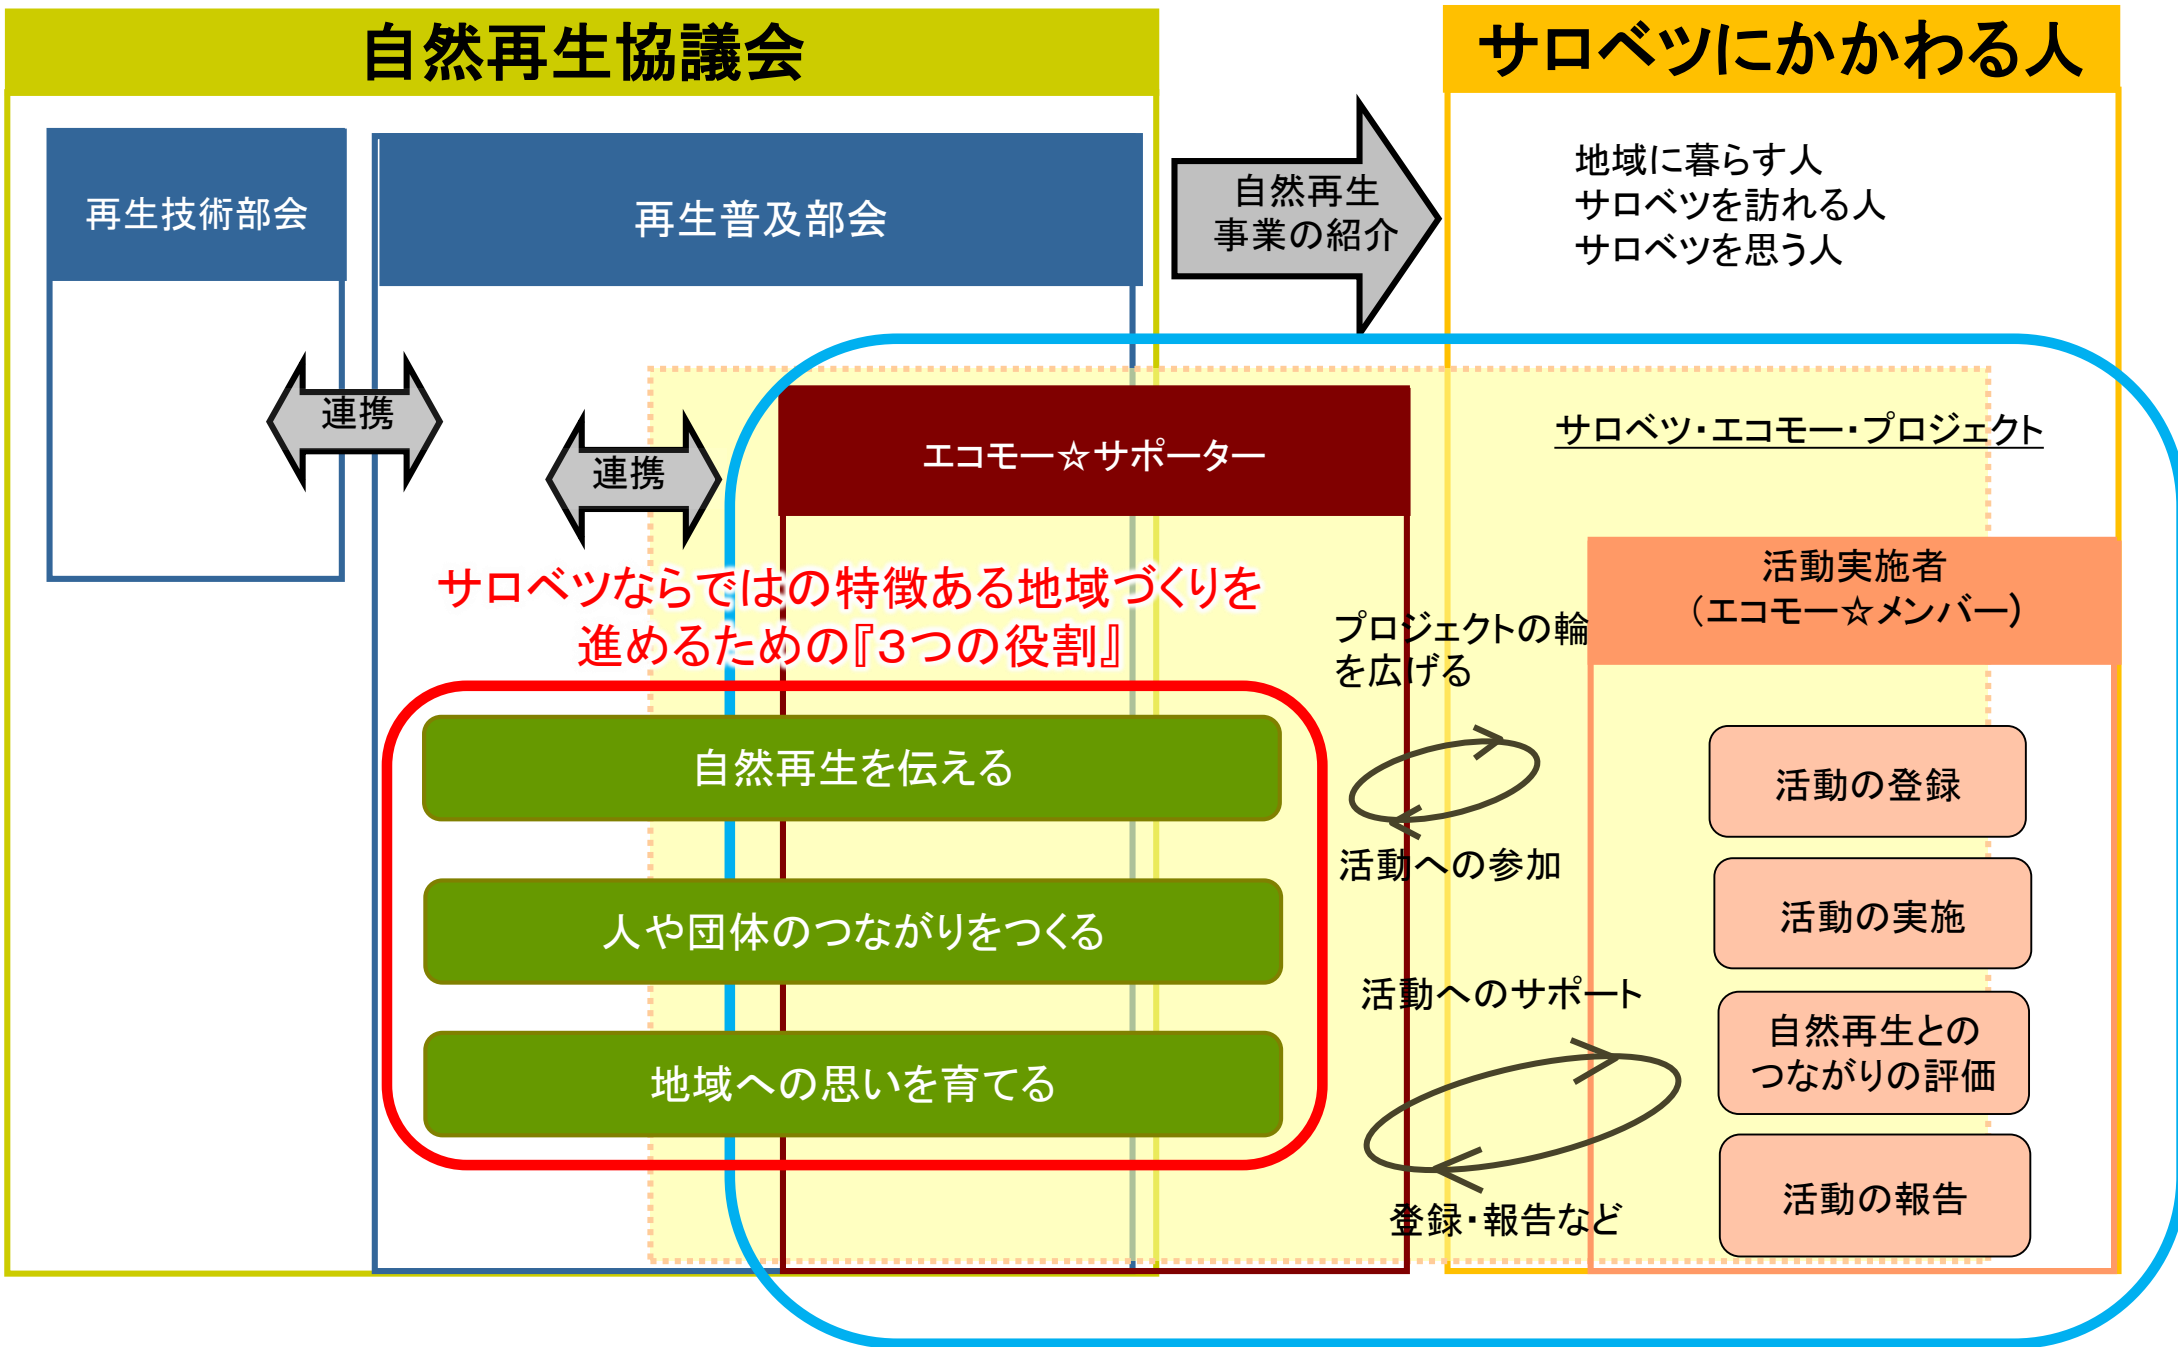 自然再生協議会
サロベツにかかわる人
再生技術部会
再生普及部会
自然再生
事業の紹介
地域に暮らす人
サロベツを訪れる人
サロベツを思う人
連携
連携
エコモー☆サポーター
サロベツ・エコモー・プロジェクト
サロベツならではの特徴ある地域づくりを
進めるための『３つの役割』
自然再生を伝える
人や団体のつながりをつくる
地域への思いを育てる
プロジェクトの輪
を広げる
活動への参加
活動へのサポート
登録・報告など
活動実施者
（エコモー☆メンバー）
活動の登録
活動の実施
自然再生との
つながりの評価
活動の報告